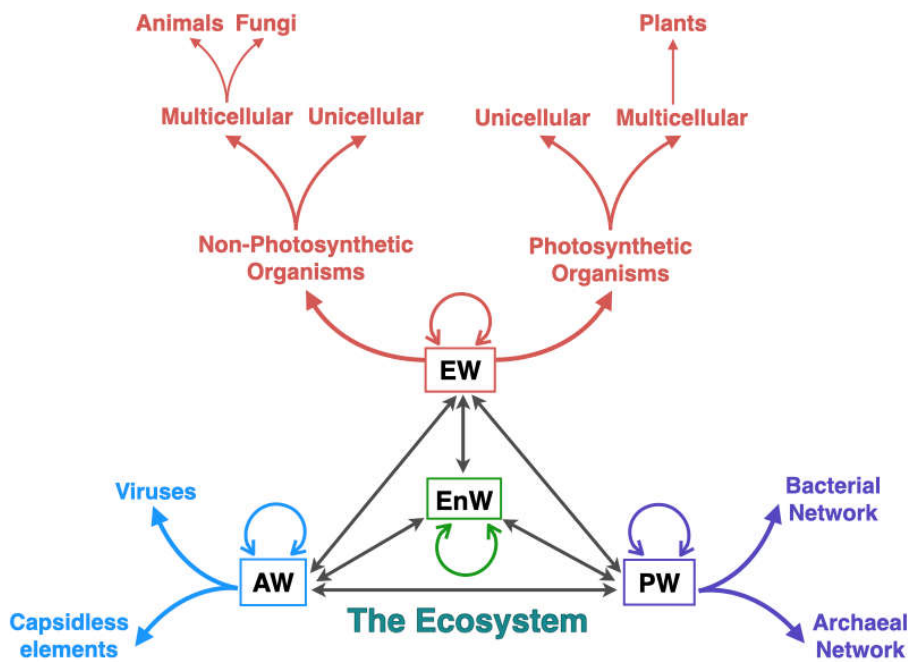 Animals Fungi
Plants
Multicellular Unicellular
Unicellular Multicellular
Non-Photosynthetic
Organisms
Photosynthetic
Organisms
EW
Viruses
EnW
Bacterial
Network
AW
PW
The Ecosystem
Capsidless
elements
Archaeal
Network